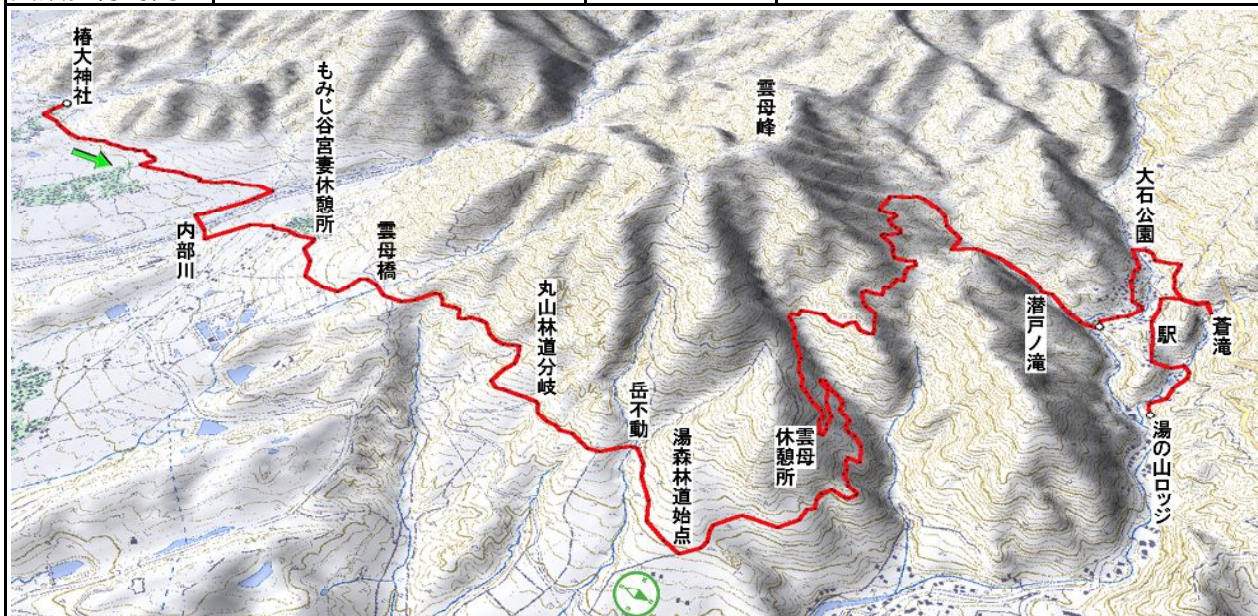 椿大神社
もみじ谷宮妻休憩所
内部川
雲母橋
丸山林道分岐
岳不動
湯森林道始点
雲母峰
雲母
休憩所
潜戸ノ滝
大石公園
駅
蒼滝
湯の山ロッジ